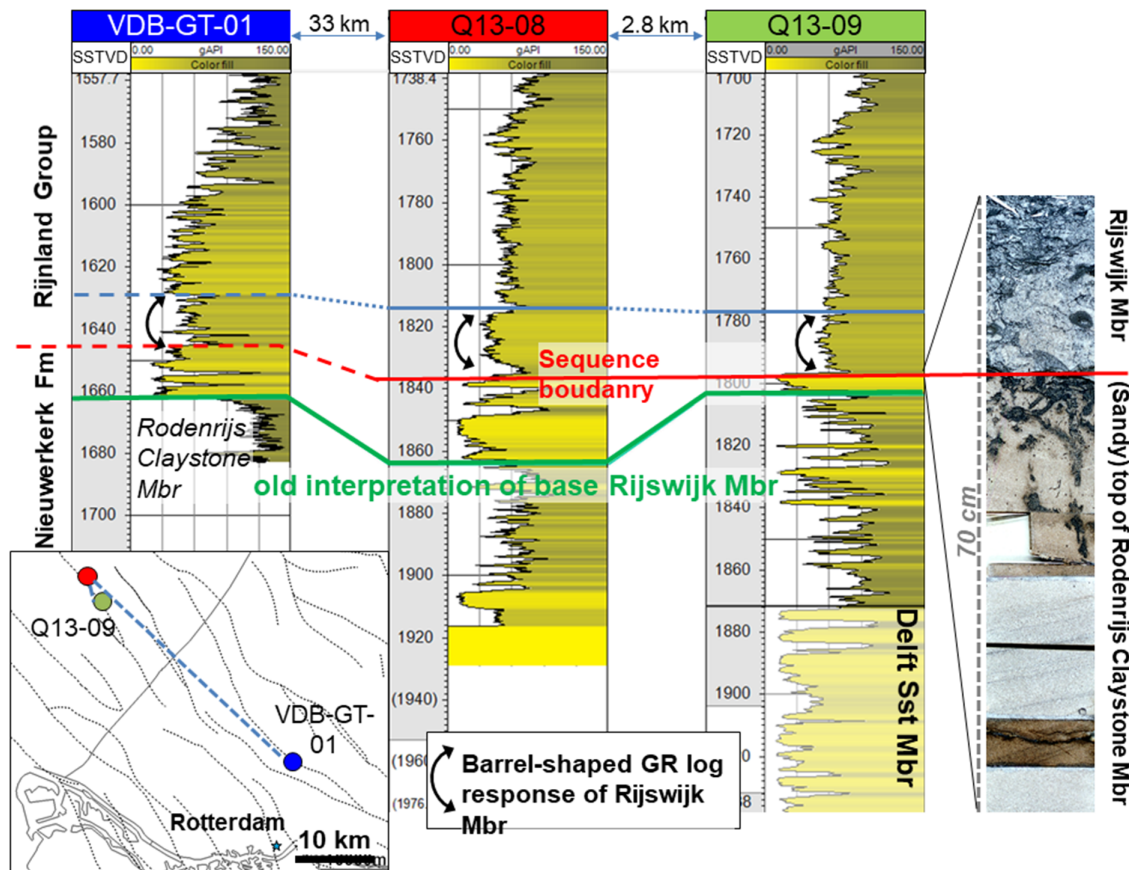 VDB-GT-01
33 km
Q13-08
2.8 km
Q13-09
SSTVD
0.00 gAPI 150.00
Color fill
SSTVD
0.00 gAPI 150.00
Color fill
SSTVD
0.00 gAPI 150.00
Color fill
Rijnland Group
Nieuwerkerk Fm
1557.7
1580
1600
1620
1640
1660
1680
1700
1738.4
1760
1780
1800
1820
1840
1860
1900
1920
(1940)
(1960
(1976
1700
1720
1740
1760
1780
1800
1820
1840
1860
1880
1900
Sequence
boudanry
Rodenrijs
Claystone
Mbr
old interpretation of base Rijswijk Mbr
Delft Sst Mbr
70 cm
Rijswijk Mbr
(Sandy) top of Rodenrijs Claystone Mbr
Barrel-shaped GR log
response of Rijswijk
Mbr
Q13-09
VDB-GT-
01
Rotterdam
10 km